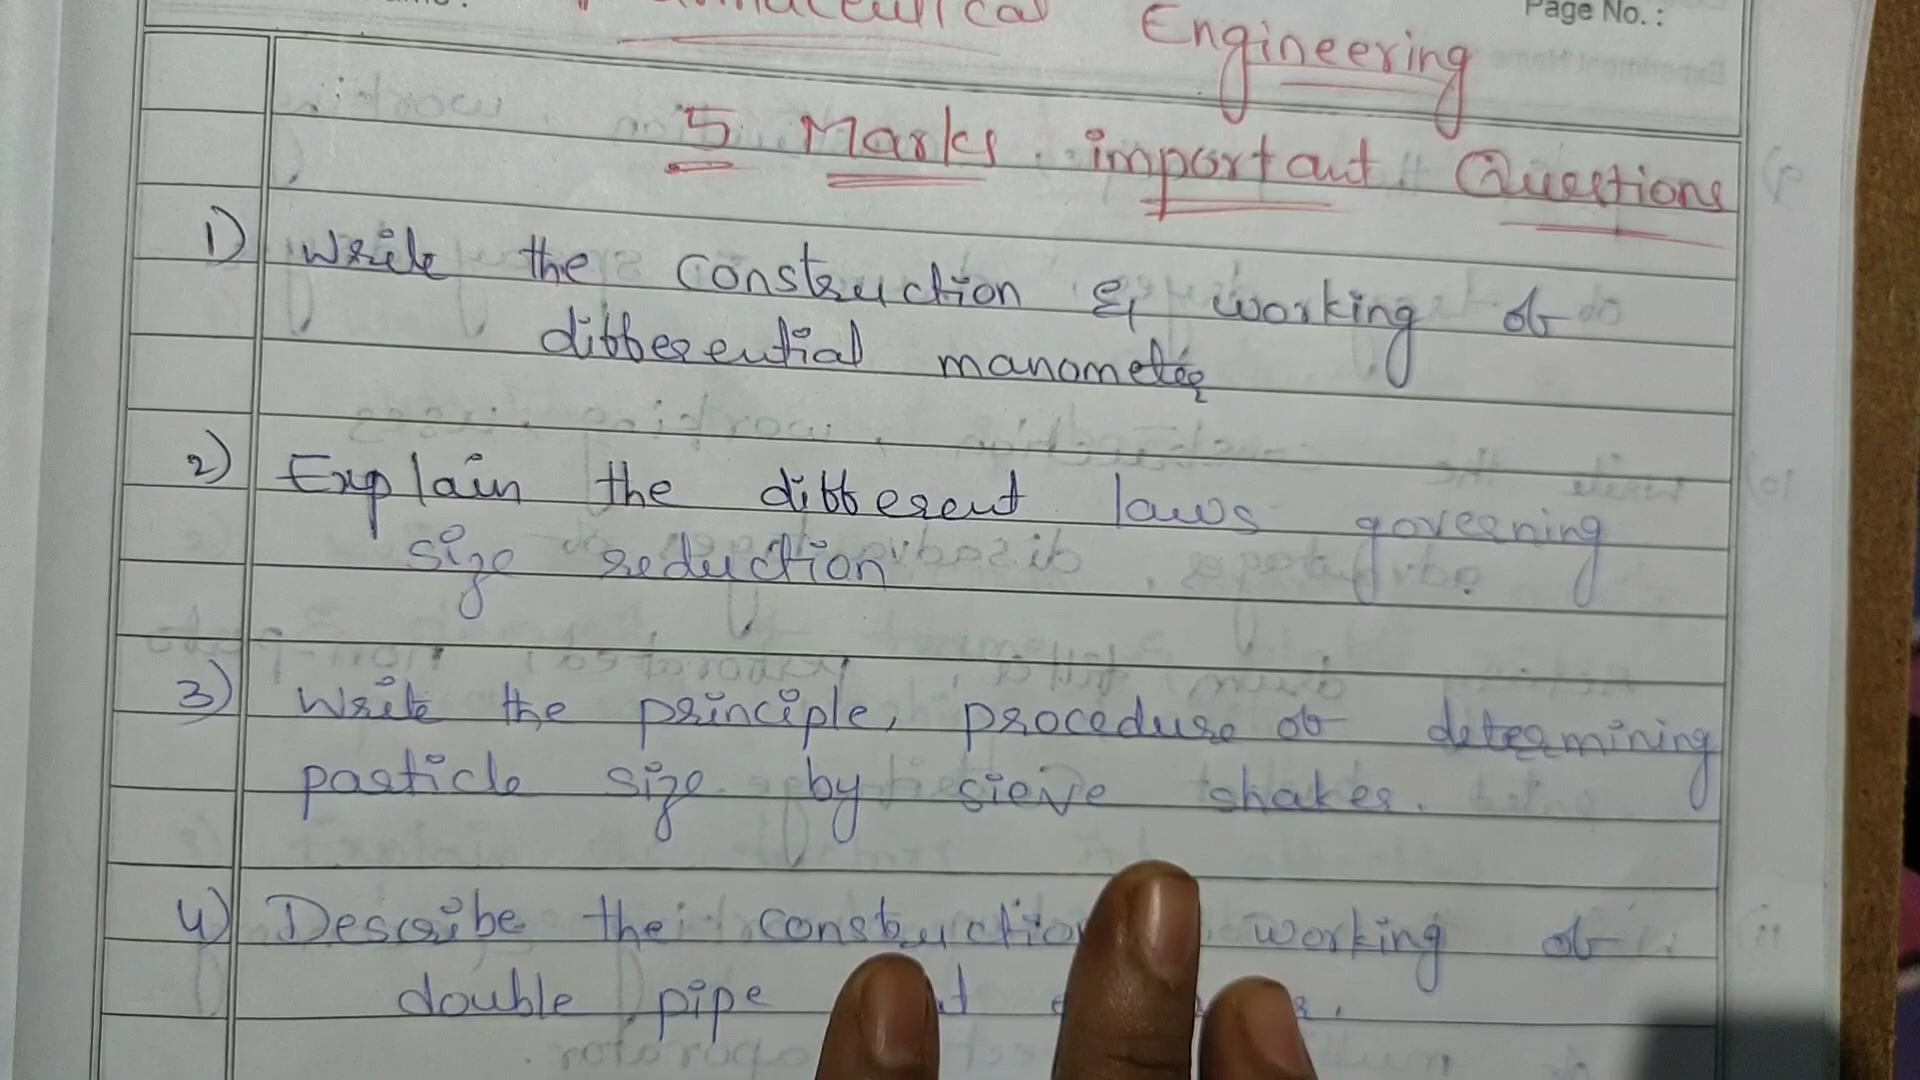 Page No. :
Engineering
5 Marks important Questions
1) Write the construction & working of
differential manometer
2) Explain the different laws governing
size reduction
3) Write the principle, procedure of determining
particle size by sieve shaker.
4) Describe the construction working of
double pipe